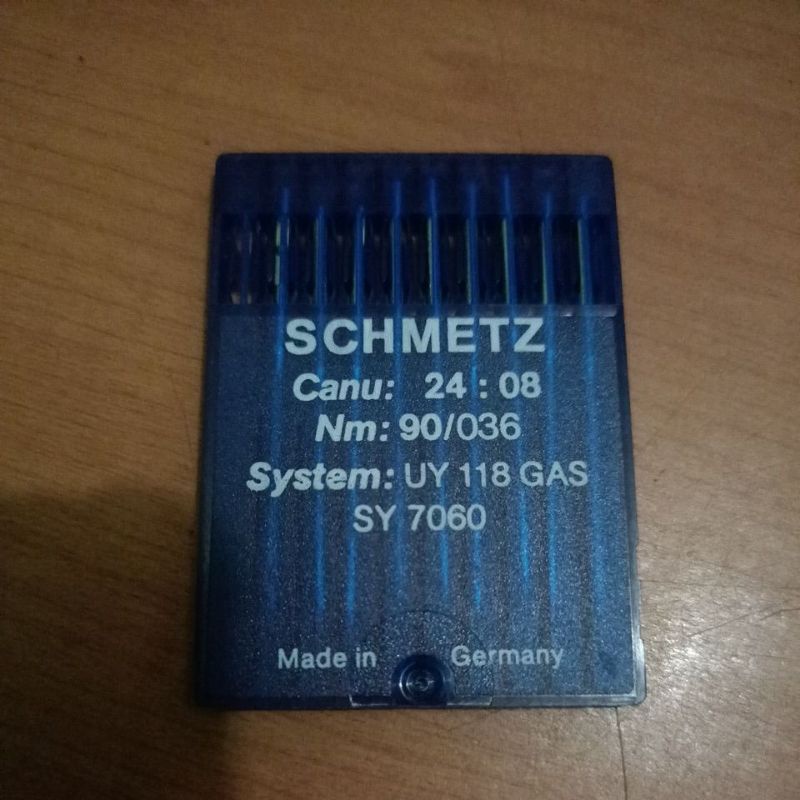 SCHMETZ
Canu: 24 : 08
Nm: 90/036
System: UY 118 GAS
SY 7060
Made in Germany